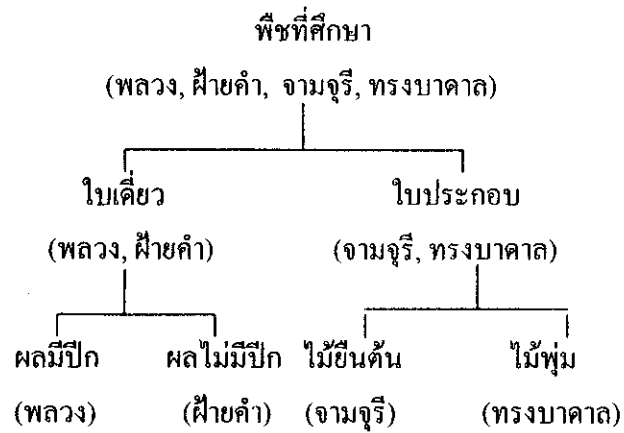 พืชที่ศึกษา
(พลวง, ฝ้ายคำ, จามจุรี, ทรงบาดาล)
ใบเดี่ยว ใบประกอบ
(พลวง, ฝ้ายคำ) (จามจุรี, ทรงบาดาล)
ผลมีปีก ผลไม่มีปีก ไม้ยืนต้น ไม้พุ่ม
(พลวง) (ฝ้ายคำ) (จามจุรี) (ทรงบาดาล)